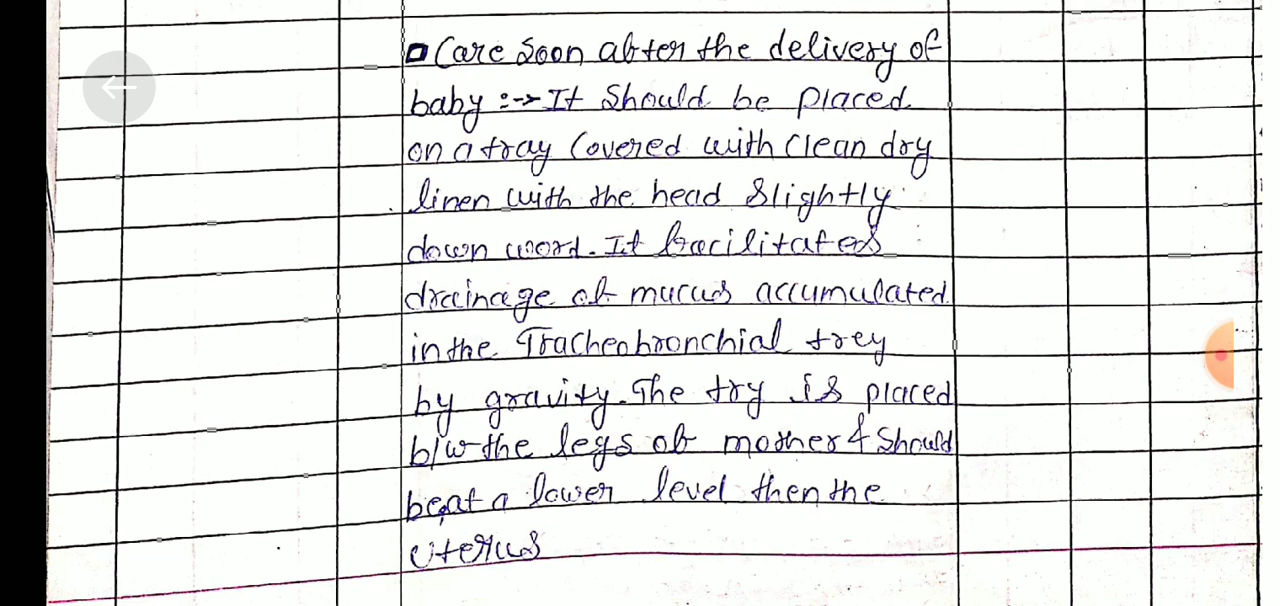 Care Soon after the delivery of
baby :→ It Should be placed
on a tray Covered with clean dry
linen with the head Slightly
down word. It facilitates
drainage of mucus accumulated
in the Tracheobronchial trey
by gravity. The try is placed
b/w the legs of mother & Should
be at a lower level then the
Uterus